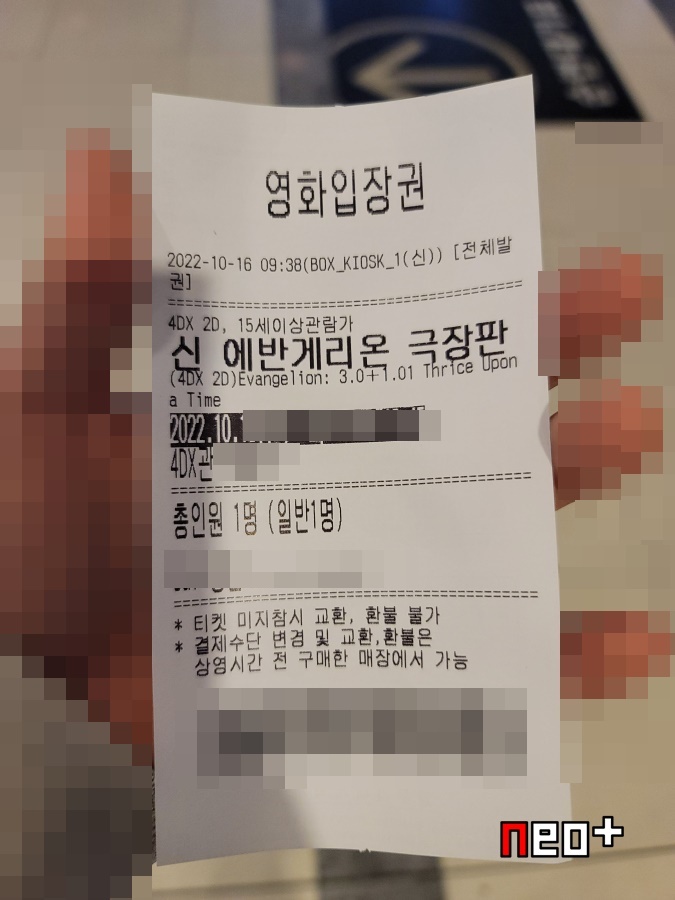 영화입장권
2022-10-16 09:38(BOX_KIOSK_1(신)) [전체발
권]
4DX 2D, 15세이상관람가
신 에반게리온 극장판
(4DX 2D)Evangelion: 3.0+1.01 Thrice Upon
a Time
2022.10.
4DX관
총인원 1명 (일반1명)
* 티켓 미지참시 교환, 환불 불가
* 결제수단 변경 및 교환,환불은
상영시간 전 구매한 매장에서 가능
neo+